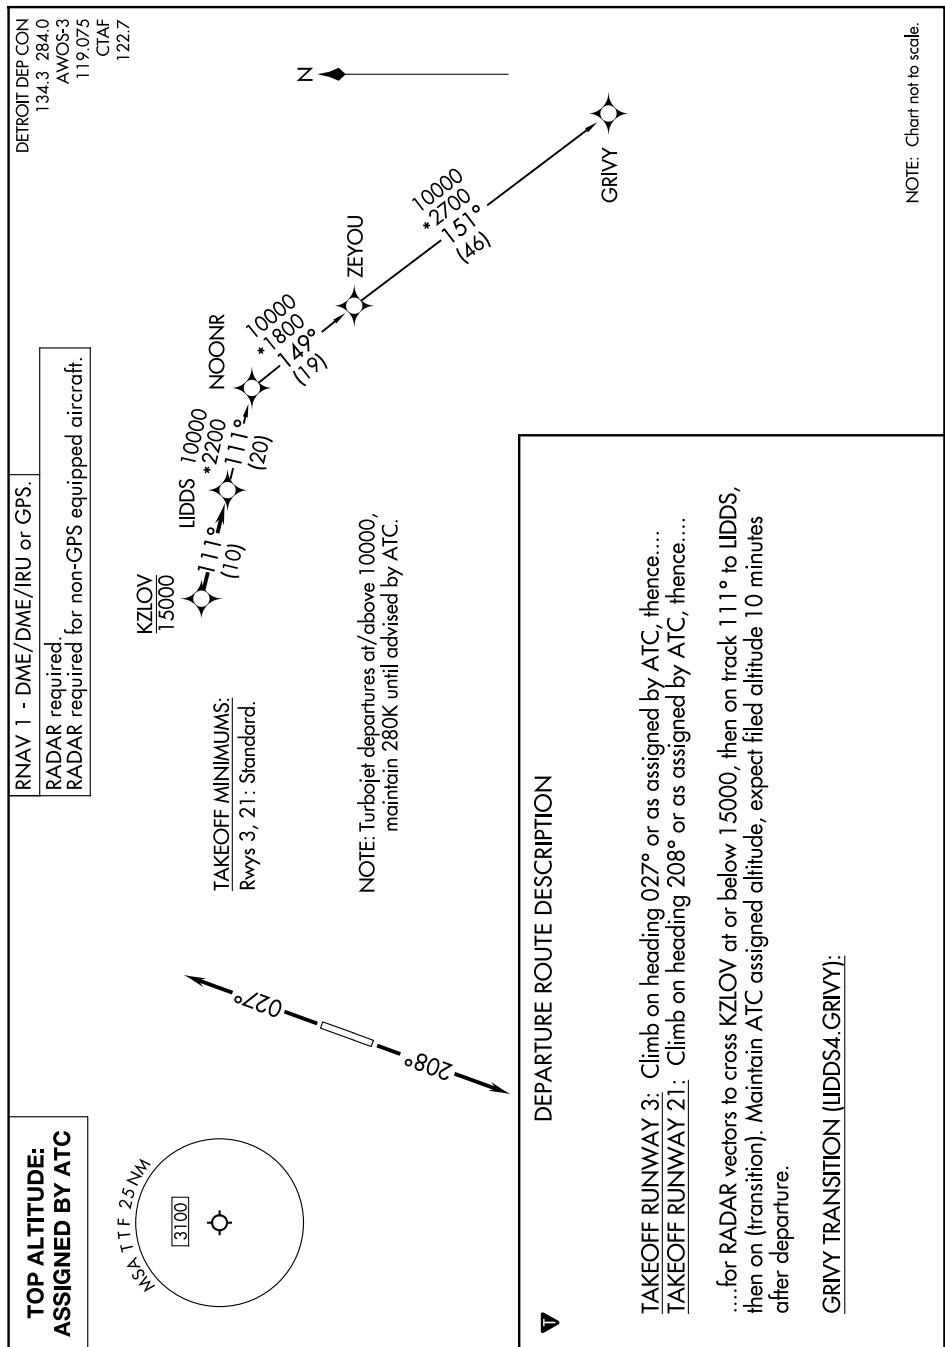 TOP ALTITUDE:
ASSIGNED BY ATC
RNAV 1 - DME/DME/IRU or GPS.
RADAR required.
RADAR required for non-GPS equipped aircraft.
DETROIT DEP CON
134.3 284.0
AWOS-3
119.075
CTAF
122.7
MSA TTF 25 NM
3100
027°
208°
TAKEOFF MINIMUMS:
Rwys 3, 21: Standard.
NOTE: Turbojet departures at/above 10000,
maintain 280K until advised by ATC.
KZLOV
15000
111°
(10)
LIDDS
10000
*2200
111°
(20)
NOONR
10000
*1800
149°
(19)
ZEYOU
10000
*2700
151°
(46)
GRIVY
N
NOTE: Chart not to scale.
T
DEPARTURE ROUTE DESCRIPTION
TAKEOFF RUNWAY 3: Climb on heading 027° or as assigned by ATC, thence....
TAKEOFF RUNWAY 21: Climb on heading 208° or as assigned by ATC, thence....
....for RADAR vectors to cross KZLOV at or below 15000, then on track 111° to LIDDS,
then on (transition). Maintain ATC assigned altitude, expect filed altitude 10 minutes
after departure.
GRIVY TRANSITION (LIDDS4.GRIVY):